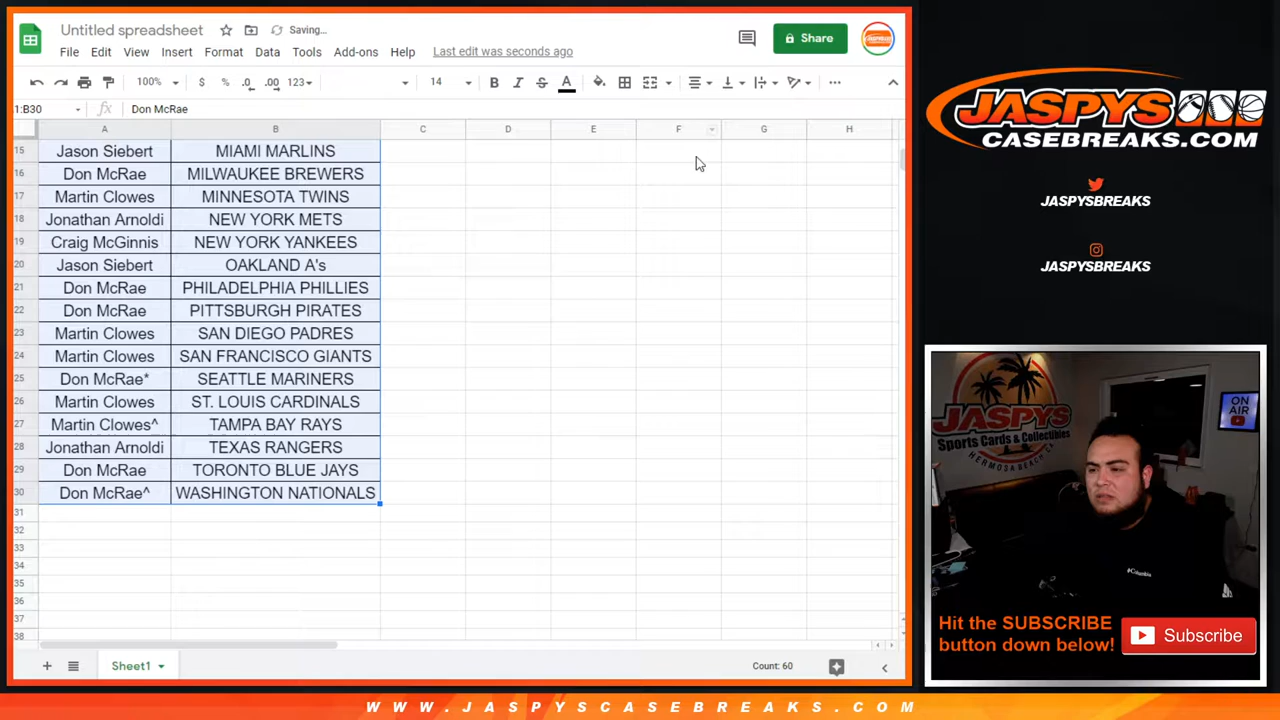 Untitled spreadsheet
Saving...
File Edit View Insert Format Data Tools Add-ons Help Last edit was seconds ago
Share
100% $ % .0 .00 123 14 B I S A
1:B30 fx Don McRae
A B C D E F G H
15 Jason Siebert MIAMI MARLINS
16 Don McRae MILWAUKEE BREWERS
17 Martin Clowes MINNESOTA TWINS
18 Jonathan Arnoldi NEW YORK METS
19 Craig McGinnis NEW YORK YANKEES
20 Jason Siebert OAKLAND A's
21 Don McRae PHILADELPHIA PHILLIES
22 Don McRae PITTSBURGH PIRATES
23 Martin Clowes SAN DIEGO PADRES
24 Martin Clowes SAN FRANCISCO GIANTS
25 Don McRae* SEATTLE MARINERS
26 Martin Clowes ST. LOUIS CARDINALS
27 Martin Clowes^ TAMPA BAY RAYS
28 Jonathan Arnoldi TEXAS RANGERS
29 Don McRae TORONTO BLUE JAYS
30 Don McRae^ WASHINGTON NATIONALS
31
32
33
34
35
36
37
38
Sheet1
Count: 60
JASPYS
CASEBREAKS.COM
JASPYSBREAKS
JASPYSBREAKS
JASPYS
Sports Cards & Collectibles
HERMOSA BEACH
ON
AIR
Columbia
Hit the SUBSCRIBE
button down below!
Subscribe
WWW.JASPYSCASEBREAKS.COM